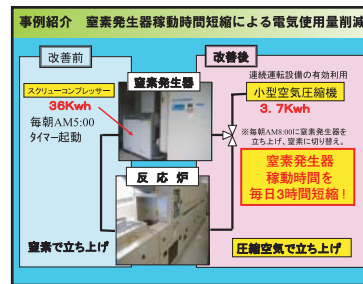 事例紹介　窒素発生器稼動時間短縮による電気使用量削減
改善前
スクリューコンプレッサー
36Kwh
毎朝AM5:00
タイマー起動
窒素で立ち上げ
窒素発生器
反応炉
改善後
連続運転設備の有効利用
小型空気圧縮機
3.7Kwh
※毎朝AM8:00に窒素発生器を
立ち上げ、窒素に切り替え。
窒素発生器
稼動時間を
毎日3時間短縮！
圧縮空気で立ち上げ